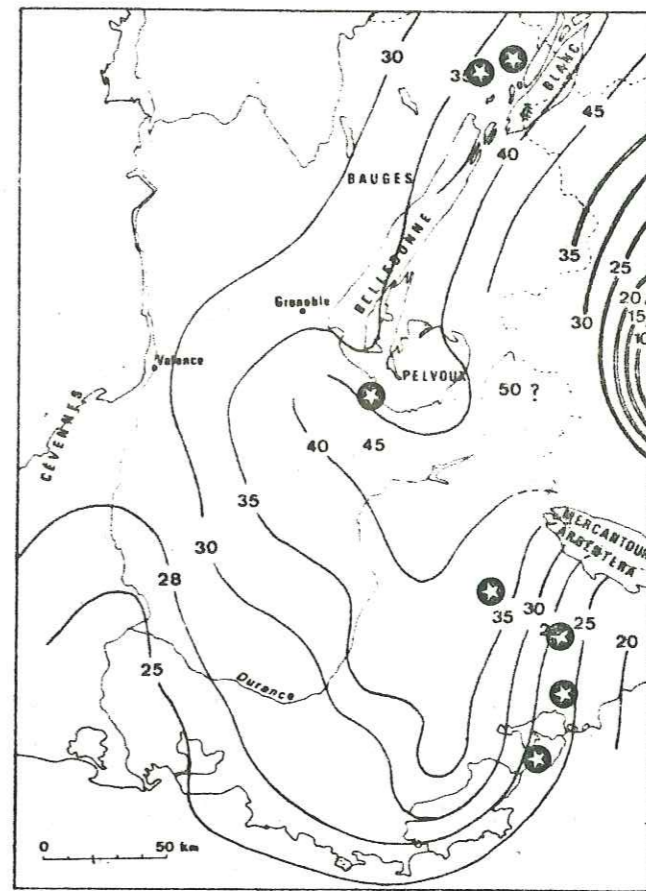 30
35
BLANC
45
40
BAUGES
BELLEDONNE
35
25
30
20
15
10
Grenoble
Valence
PELVOUX
50 ?
CÉVENNES
40
45
35
MERCANTOUR
ARGENTERA
30
28
35
30
25
20
25
Durance
0 50 km